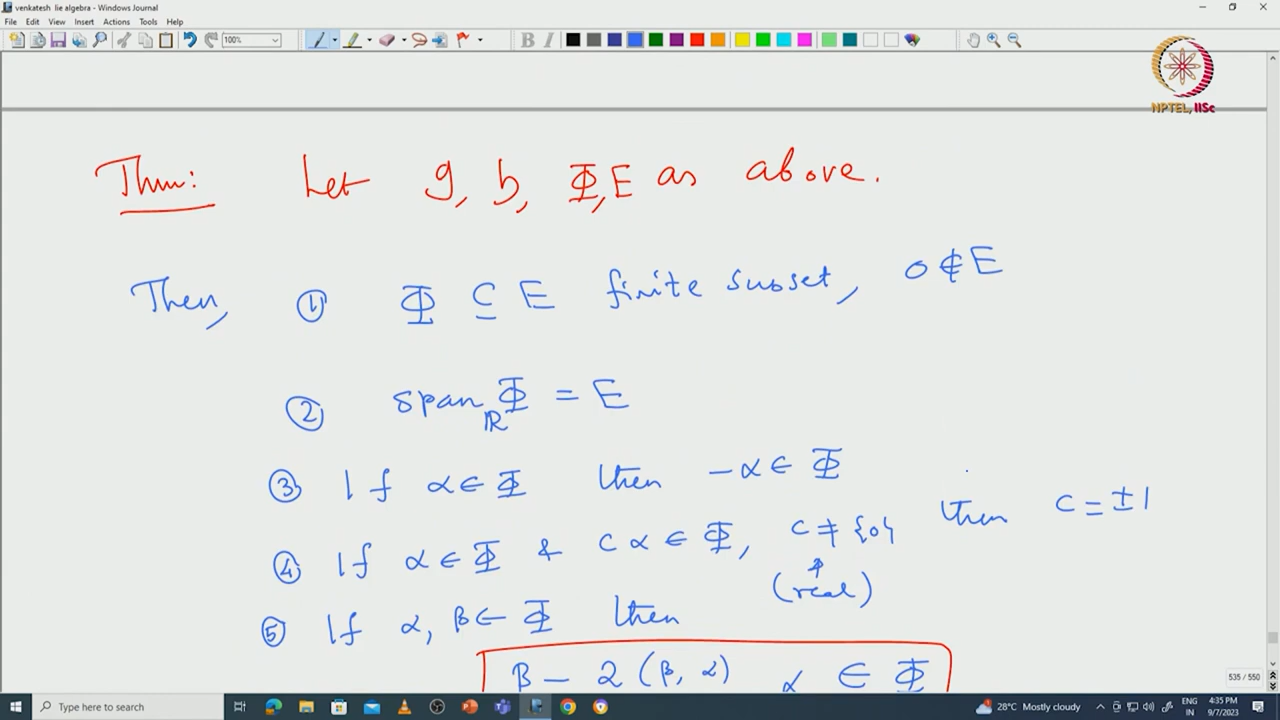 venkatesh lie algebra - Windows Journal
File Edit View Insert Actions Tools Help
100%
B I
NPTEL, IISc
Thm: Let g, h, Φ, E as above.
Then, ① Φ ⊆ E finite subset, 0 ∉ E
② span_ℝ Φ = E
③ If α ∈ Φ then -α ∈ Φ
④ If α ∈ Φ & cα ∈ Φ, c ≠ {0} then c = ±1
(real)
⑤ If α, β ∈ Φ then
β - 2 (β, α) α ∈ Φ
535 / 550
Type here to search
28°C Mostly cloudy
ENG
IN
4:35 PM
9/7/2023